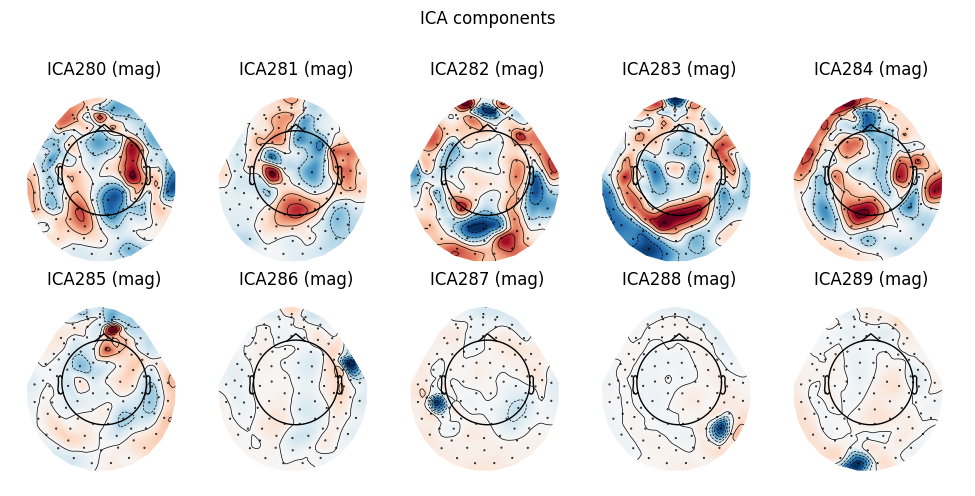 ICA components
ICA280 (mag)
ICA281 (mag)
ICA282 (mag)
ICA283 (mag)
ICA284 (mag)
ICA285 (mag)
ICA286 (mag)
ICA287 (mag)
ICA288 (mag)
ICA289 (mag)